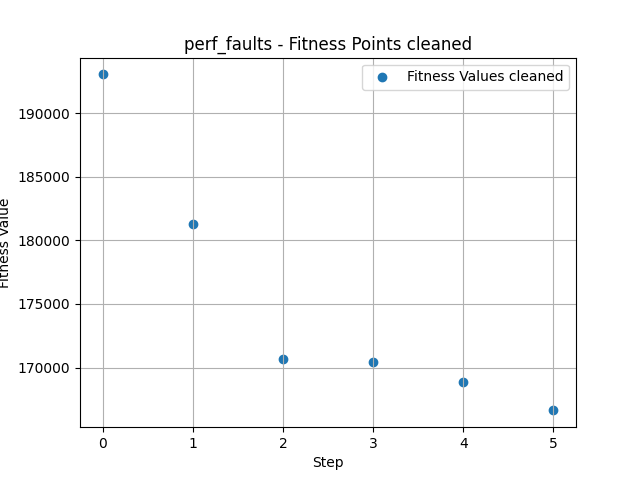 perf_faults - Fitness Points cleaned
Fitness Values cleaned
Fitness Value
190000
185000
180000
175000
170000
0 1 2 3 4 5
Step